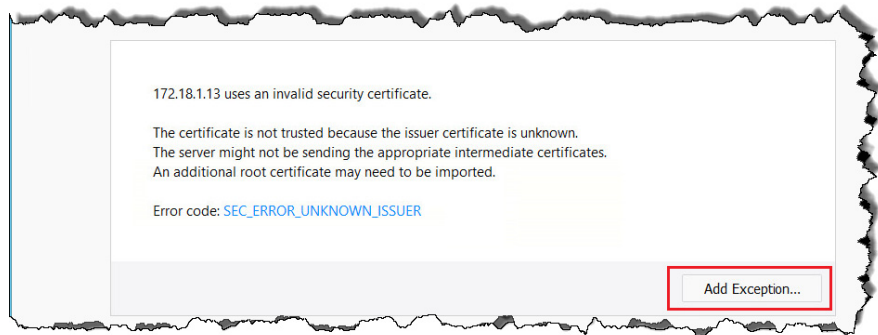 172.18.1.13 uses an invalid security certificate.
The certificate is not trusted because the issuer certificate is unknown.
The server might not be sending the appropriate intermediate certificates.
An additional root certificate may need to be imported.
Error code: SEC_ERROR_UNKNOWN_ISSUER
Add Exception...